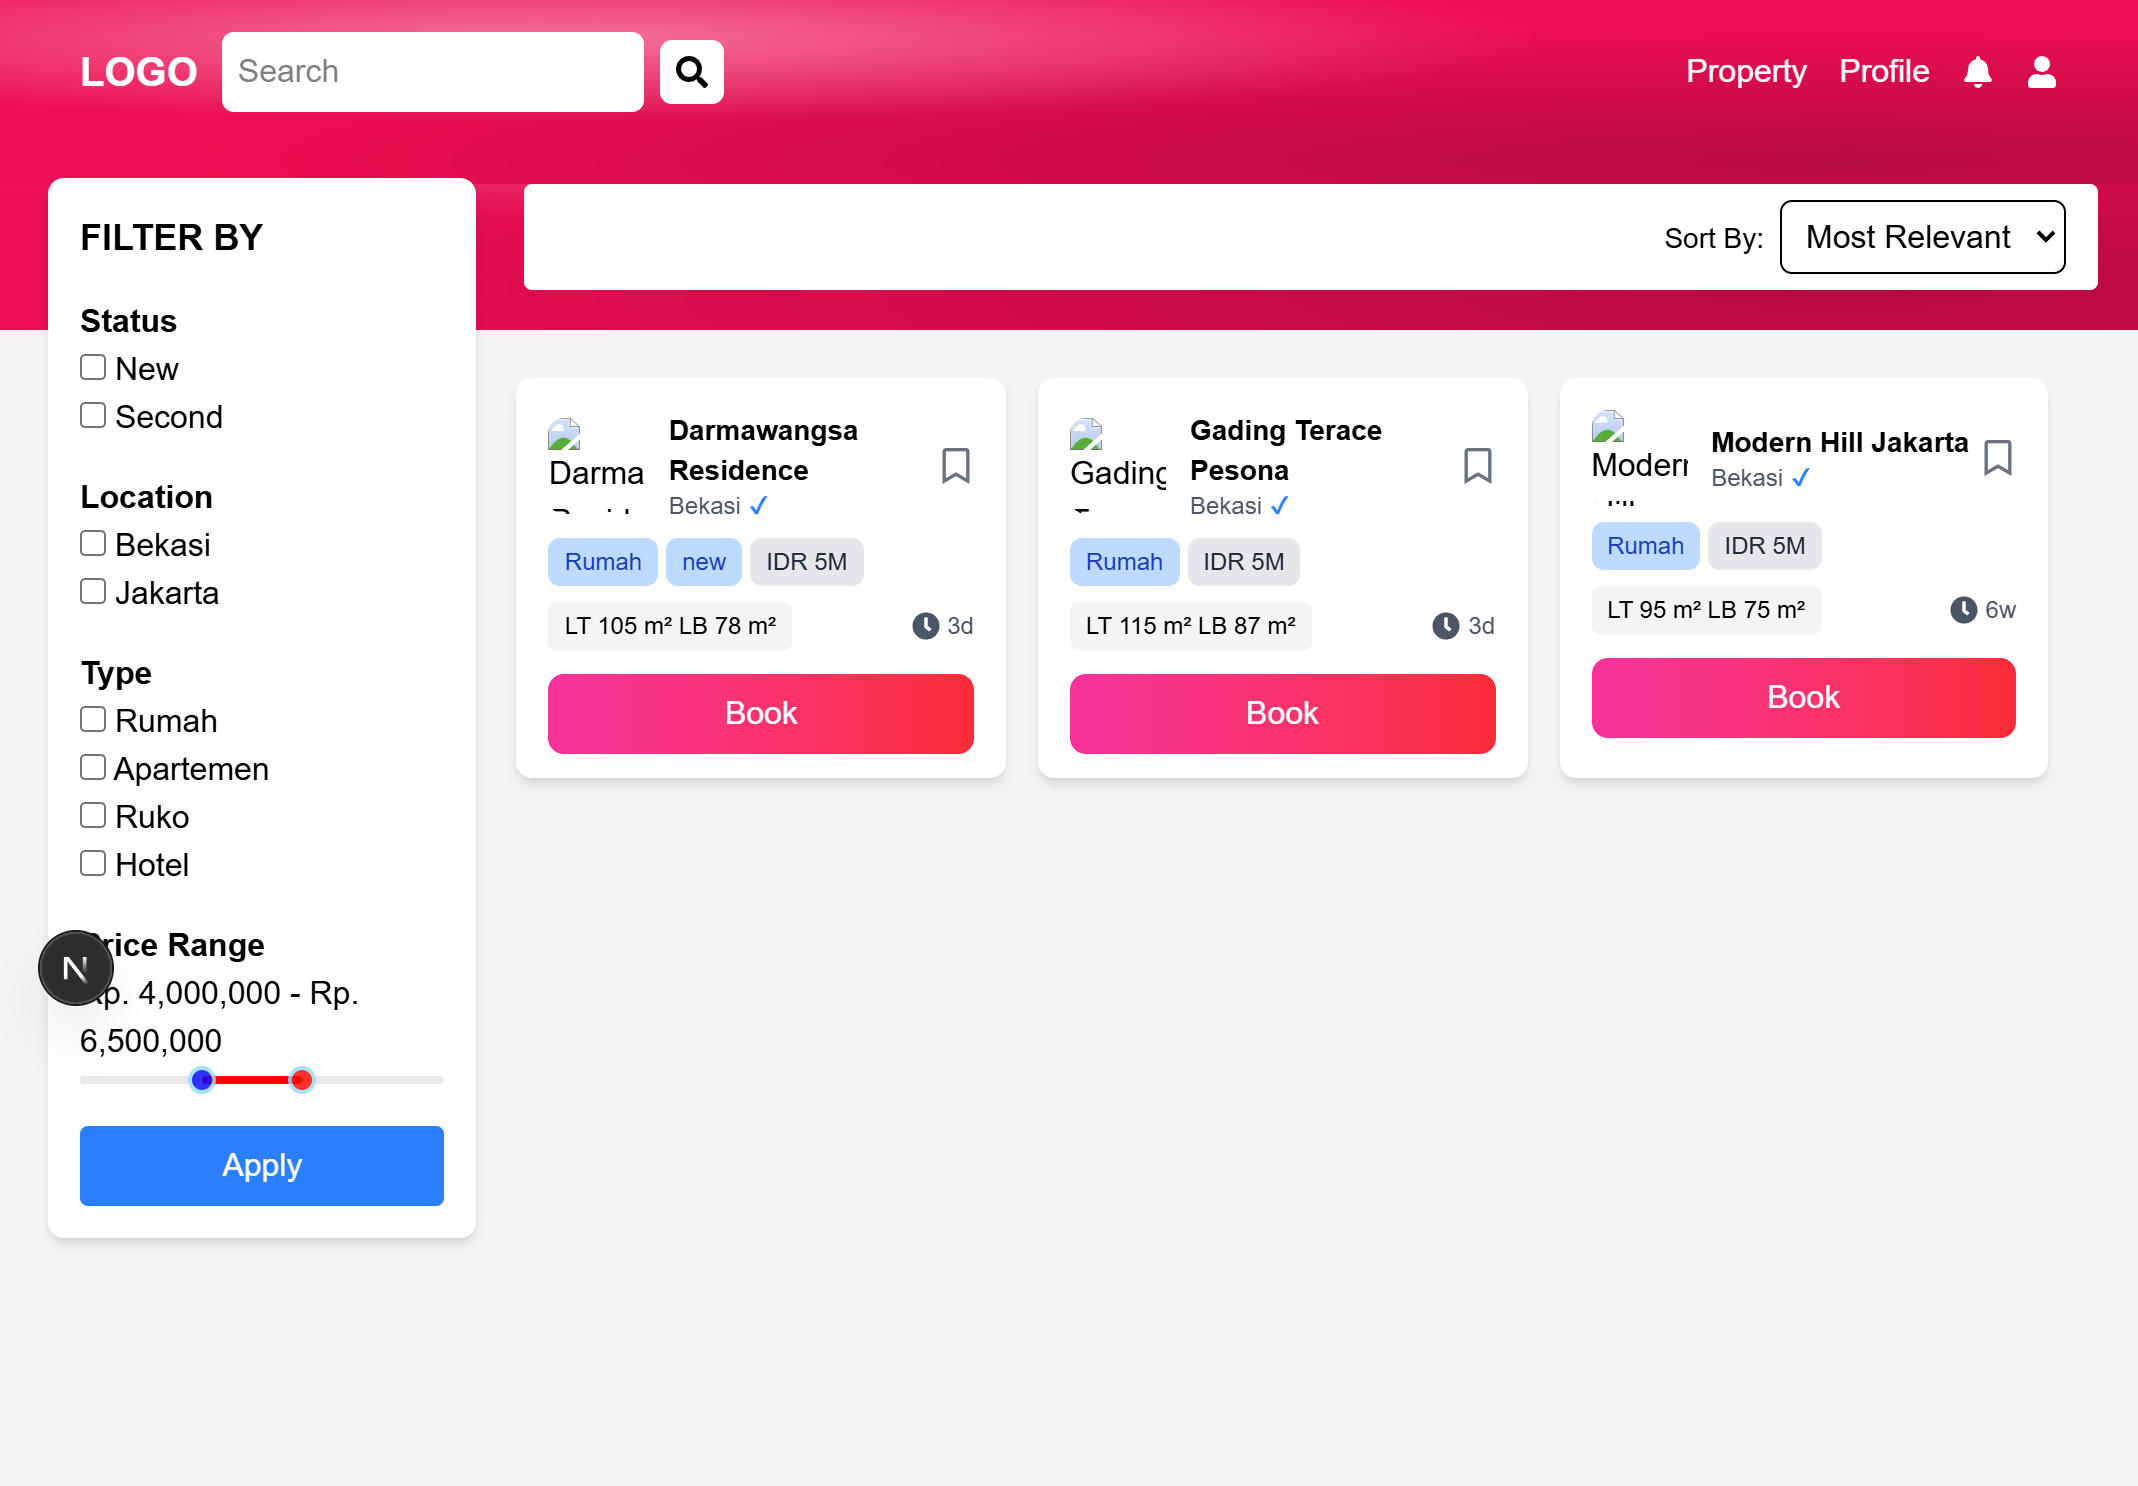 LOGO
Search
Property
Profile
FILTER BY
Sort By:
Most Relevant
Status
New
Second
Location
Bekasi
Jakarta
Type
Rumah
Apartemen
Ruko
Hotel
Price Range
Rp. 4,000,000 - Rp.
6,500,000
Apply
Darma
Darmawangsa
Residence
Bekasi ✓
Rumah
new
IDR 5M
LT 105 m² LB 78 m²
3d
Book
Gading
Gading Terace
Pesona
Bekasi ✓
Rumah
IDR 5M
LT 115 m² LB 87 m²
3d
Book
Modern
Modern Hill Jakarta
Bekasi ✓
Rumah
IDR 5M
LT 95 m² LB 75 m²
6w
Book
N